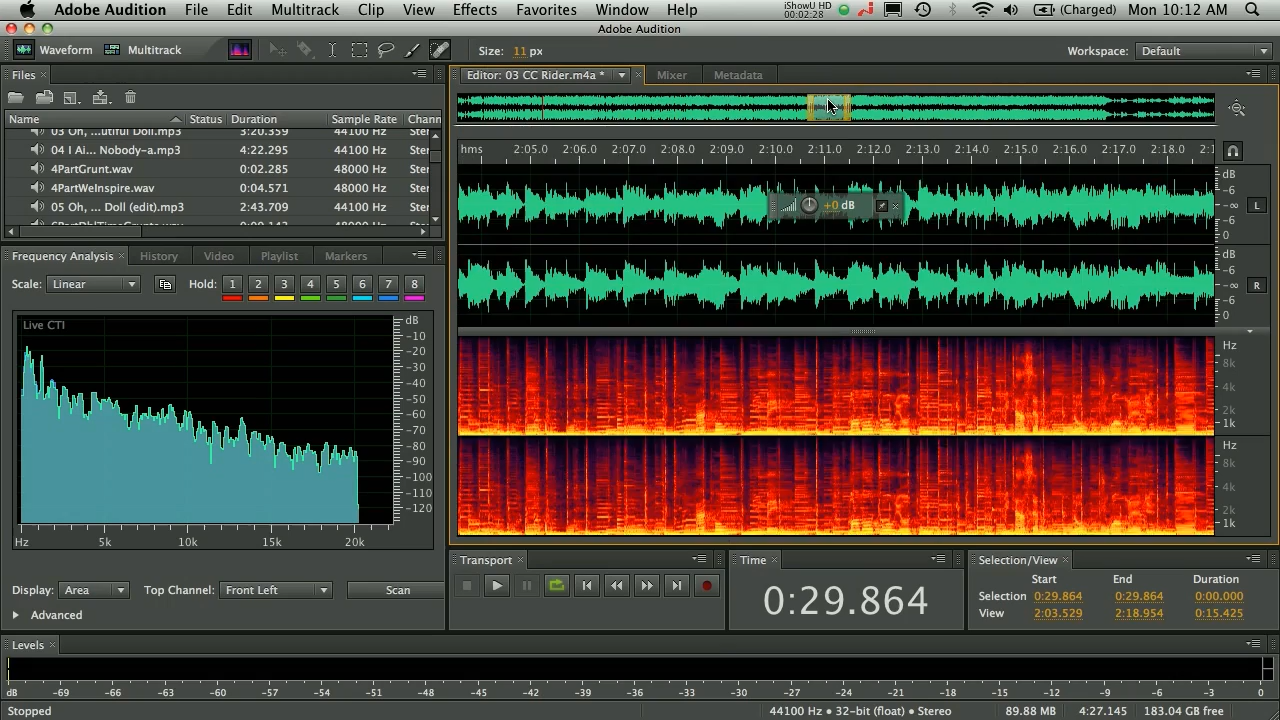 Adobe Audition File Edit Multitrack Clip View Effects Favorites Window Help iShowU HD 00:02:28 (Charged) Mon 10:12 AM
Adobe Audition
Waveform Multitrack Size: 11 px Workspace: Default
Files
Name Status Duration Sample Rate Chann
03 Oh, ...utiful Doll.mp3 3:20.359 44100 Hz Ster
04 I Ai... Nobody-a.mp3 4:22.295 44100 Hz Ster
4PartGrunt.wav 0:02.285 48000 Hz Ster
4PartWeInspire.wav 0:04.571 48000 Hz Ster
05 Oh, ... Doll (edit).mp3 2:43.709 44100 Hz Ster
Editor: 03 CC Rider.m4a * Mixer Metadata
hms 2:05.0 2:06.0 2:07.0 2:08.0 2:09.0 2:10.0 2:11.0 2:12.0 2:13.0 2:14.0 2:15.0 2:16.0 2:17.0 2:18.0 2:1
dB
-6
-∞ L
-6
0
+0 dB
dB
-6
-∞ R
-6
0
Hz
8k
4k
2k
1k
Hz
8k
4k
2k
1k
Frequency Analysis History Video Playlist Markers
Scale: Linear Hold: 1 2 3 4 5 6 7 8
Live CTI
dB
-10
-20
-30
-40
-50
-60
-70
-80
-90
-100
-110
-120
Hz 5k 10k 15k 20k
Display: Area Top Channel: Front Left Scan
Advanced
Transport
Time
0:29.864
Selection/View
Start End Duration
Selection 0:29.864 0:29.864 0:00.000
View 2:03.529 2:18.954 0:15.425
Levels
dB -69 -66 -63 -60 -57 -54 -51 -48 -45 -42 -39 -36 -33 -30 -27 -24 -21 -18 -15 -12 -9 -6 -3 0
Stopped 44100 Hz • 32-bit (float) • Stereo 89.88 MB 4:27.145 183.04 GB free